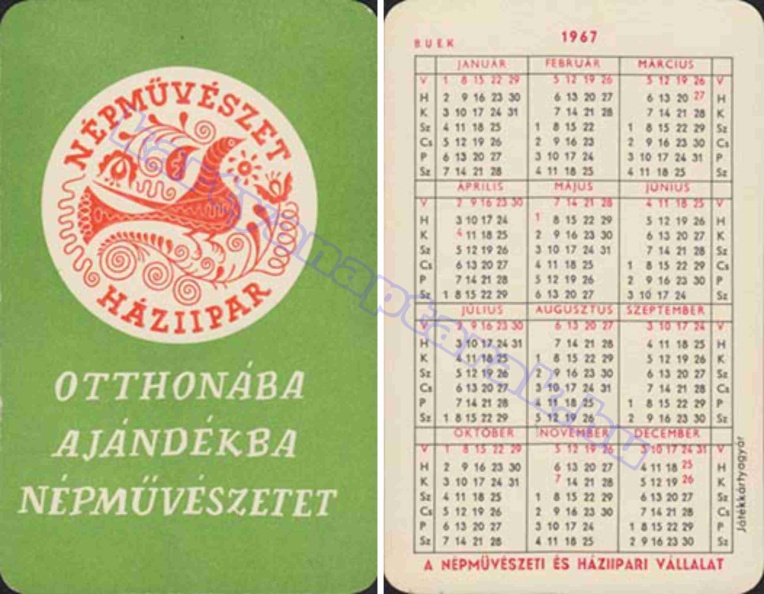 NÉPMŰVÉSZET
HÁZIIPAR
OTTHONÁBA
AJÁNDÉKBA
NÉPMŰVÉSZETET
BUÉK 1967
JANUÁR FEBRUÁR MÁRCIUS
V 1 8 15 22 29 5 12 19 26 5 12 19 26 V
H 2 9 16 23 30 6 13 20 27 6 13 20 27 H
K 3 10 17 24 31 7 14 21 28 7 14 21 28 K
Sz 4 11 18 25 1 8 15 22 1 8 15 22 29 Sz
Cs 5 12 19 26 2 9 16 23 2 9 16 23 30 Cs
P 6 13 20 27 3 10 17 24 3 10 17 24 31 P
Sz 7 14 21 28 4 11 18 25 4 11 18 25 Sz
ÁPRILIS MÁJUS JÚNIUS
V 2 9 16 23 30 7 14 21 28 4 11 18 25 V
H 3 10 17 24 1 8 15 22 29 5 12 19 26 H
K 4 11 18 25 2 9 16 23 30 6 13 20 27 K
Sz 5 12 19 26 3 10 17 24 31 7 14 21 28 Sz
Cs 6 13 20 27 4 11 18 25 1 8 15 22 29 Cs
P 7 14 21 28 5 12 19 26 2 9 16 23 30 P
Sz 1 8 15 22 29 6 13 20 27 3 10 17 24 Sz
JÚLIUS AUGUSZTUS SZEPTEMBER
V 2 9 16 23 30 6 13 20 27 3 10 17 24 V
H 3 10 17 24 31 7 14 21 28 4 11 18 25 H
K 4 11 18 25 1 8 15 22 29 5 12 19 26 K
Sz 5 12 19 26 2 9 16 23 30 6 13 20 27 Sz
Cs 6 13 20 27 3 10 17 24 31 7 14 21 28 Cs
P 7 14 21 28 4 11 18 25 1 8 15 22 29 P
Sz 1 8 15 22 29 5 12 19 26 2 9 16 23 30 Sz
OKTÓBER NOVEMBER DECEMBER
V 1 8 15 22 29 5 12 19 26 3 10 17 24 31 V
H 2 9 16 23 30 6 13 20 27 4 11 18 25 H
K 3 10 17 24 31 7 14 21 28 5 12 19 26 K
Sz 4 11 18 25 1 8 15 22 29 6 13 20 27 Sz
Cs 5 12 19 26 2 9 16 23 30 7 14 21 28 Cs
P 6 13 20 27 3 10 17 24 1 8 15 22 29 P
Sz 7 14 21 28 4 11 18 25 2 9 16 23 30 Sz
Játékkártyagyár
A NÉPMŰVÉSZETI ÉS HÁZIIPARI VÁLLALAT
kártyanaptárak.hu